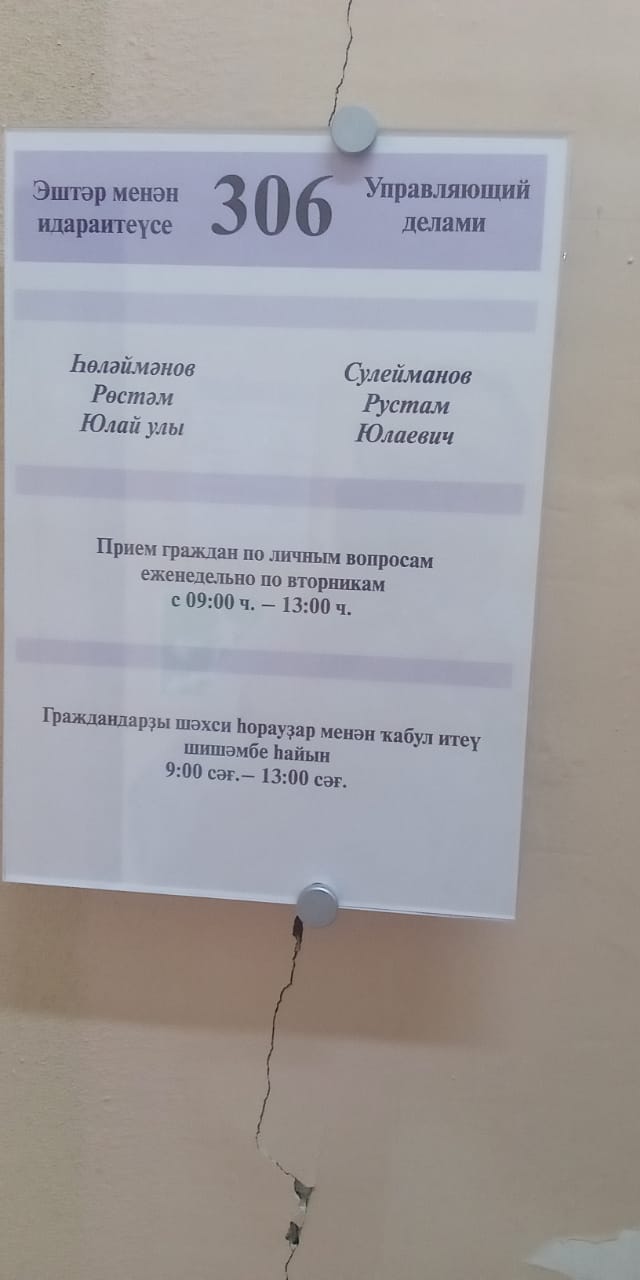 Эштәр менән
идараитеүсе
306
Управляющий
делами
Һөләймәнов
Рөстәм
Юлай улы
Сулейманов
Рустам
Юлаевич
Прием граждан по личным вопросам
еженедельно по вторникам
с 09:00 ч. – 13:00 ч.
Граждандарҙы шәхси һорауҙар менән ҡабул итеү
шишәмбе һайын
9:00 сәғ.– 13:00 сәғ.